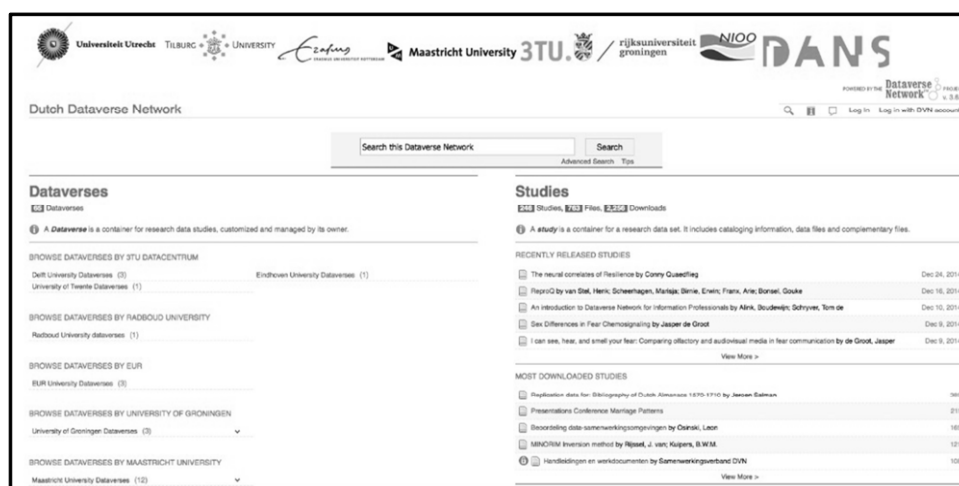 Universiteit Utrecht TILBURG UNIVERSITY Erasmus Maastricht University 3TU. rijksuniversiteit groningen NIOO DANS
ERASMUS UNIVERSITEIT ROTTERDAM
POWERED BY THE Dataverse Network PROJECT
v. 3.6
Dutch Dataverse Network
Log In Log in with DVN account
Search this Dataverse Network Search
Advanced Search Tips
Dataverses
66 Dataverses
A Dataverse is a container for research data studies, customized and managed by its owner.
BROWSE DATAVERSES BY 3TU DATACENTRUM
Delft University Dataverses (3) Eindhoven University Dataverses (1)
University of Twente Dataverses (1)
BROWSE DATAVERSES BY RADBOUD UNIVERSITY
Radboud University dataverses (1)
BROWSE DATAVERSES BY EUR
EUR University Dataverses (3)
BROWSE DATAVERSES BY UNIVERSITY OF GRONINGEN
University of Groningen Dataverses (3)
BROWSE DATAVERSES BY MAASTRICHT UNIVERSITY
Maastricht University Dataverses (12)
Studies
Studies, Files, Downloads
A study is a container for a research data set. It includes cataloging information, data files and complementary files.
RECENTLY RELEASED STUDIES
The neural correlates of Resilience by Conny Quaedflieg Dec 24, 2014
ReproQ by van Stel, Henk; Scheerhagen, Marisja; Birnie, Erwin; Franx, Arie; Bonsel, Gouke Dec 16, 2014
An introduction to Dataverse Network for Information Professionals by Alink, Boudewijn; Schryver, Tom de Dec 10, 2014
Sex Differences in Fear Chemosignaling by Jasper de Groot Dec 9, 2014
I can see, hear, and smell your fear: Comparing olfactory and audiovisual media in fear communication by de Groot, Jasper Dec 9, 2014
View More >
MOST DOWNLOADED STUDIES
Replication data for: Bibliography of Dutch Almanacs 1570-1710 by Jeroen Salman
Presentations Conference Marriage Patterns
Beoordeling data-samenwerkingsomgevingen by Osinski, Leon
MINORIM Inversion method by Rijssel, J. van; Kuipers, B.W.M.
Handleidingen en werkdocumenten by Samenwerkingsverband DVN
View More >